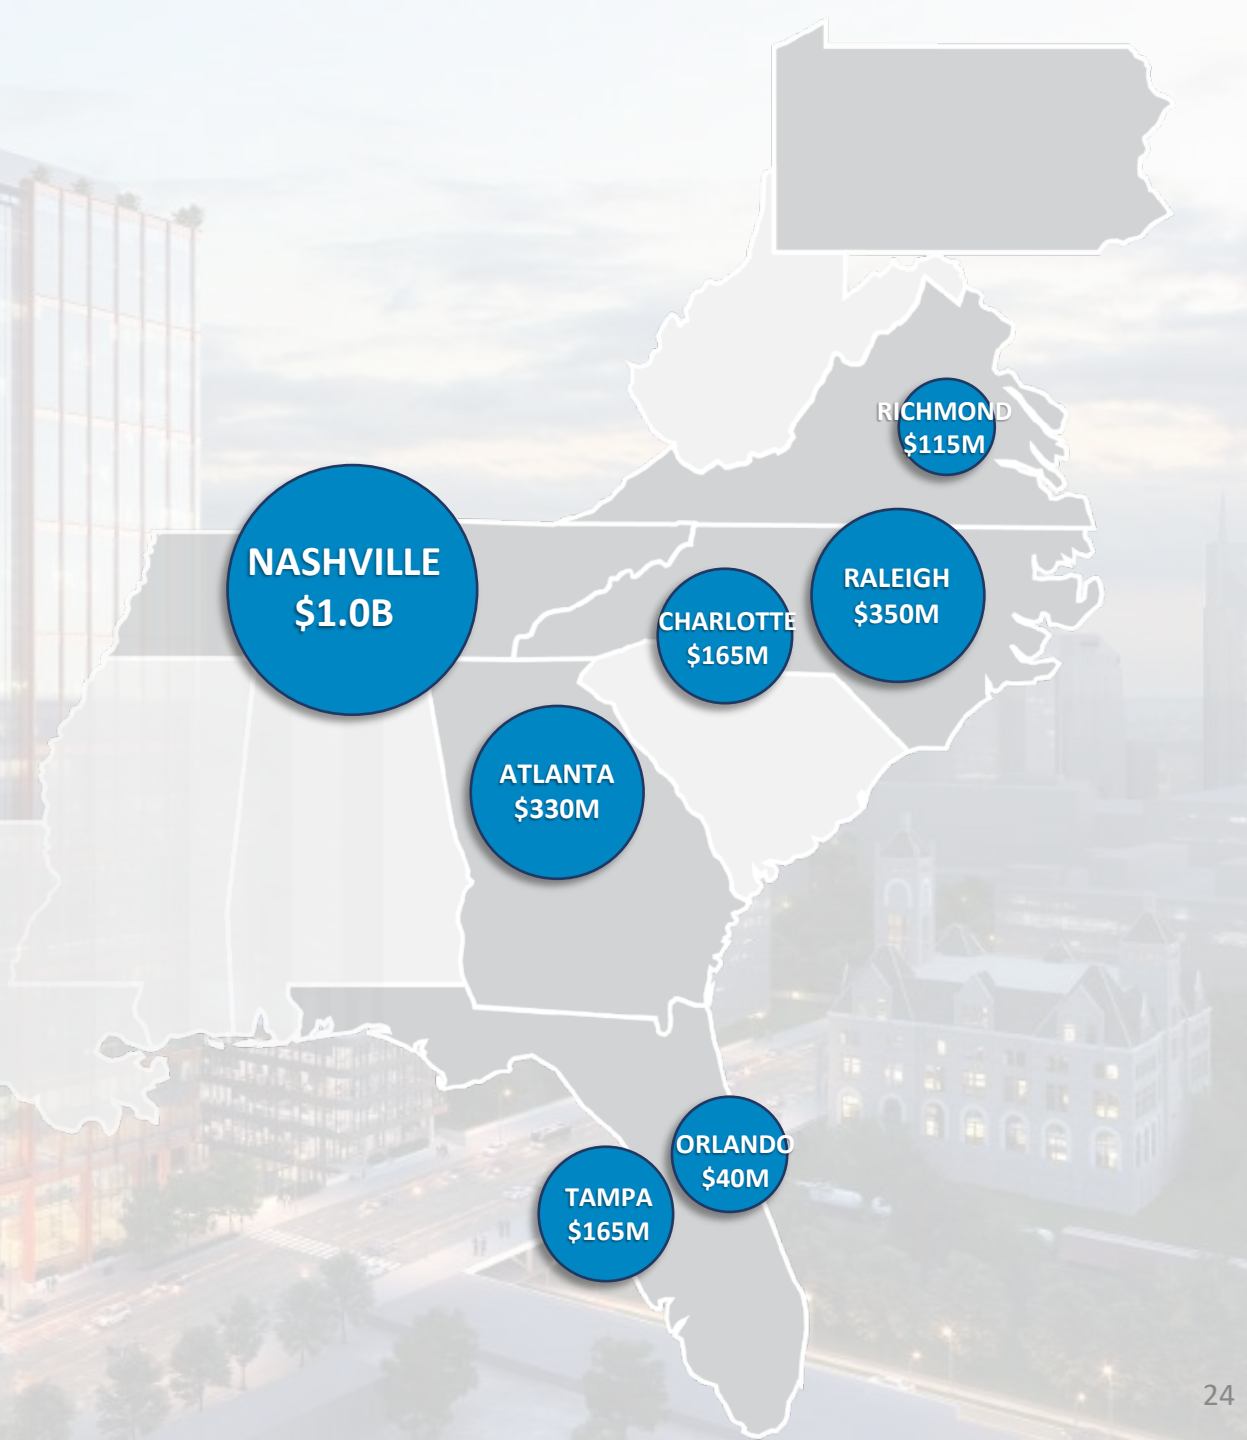 RICHMOND
$115M
NASHVILLE
$1.0B
RALEIGH
$350M
CHARLOTTE
$165M
ATLANTA
$330M
ORLANDO
$40M
TAMPA
$165M
24